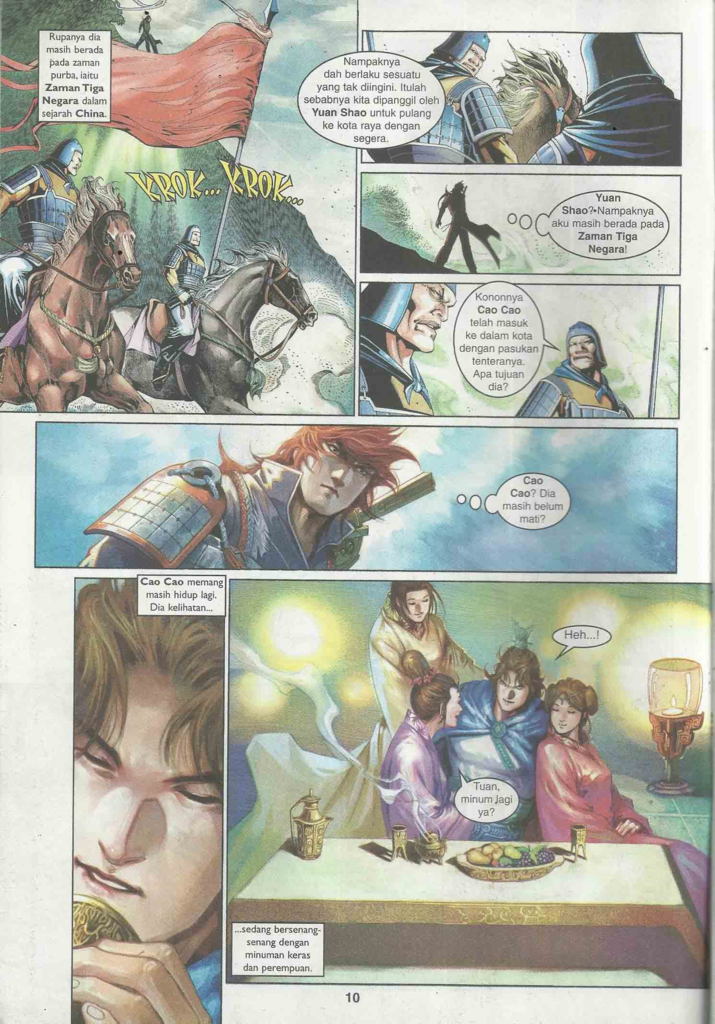 Rupanya dia
masih berada
pada zaman
purba, iaitu
Zaman Tiga
Negara dalam
sejarah China.
KROK... KROK...
Nampaknya
dah berlaku sesuatu
yang tak diingini. Itulah
sebabnya kita dipanggil oleh
Yuan Shao untuk pulang
ke kota raya dengan
segera.
Yuan
Shao? Nampaknya
aku masih berada pada
Zaman Tiga
Negara!
Kononnya
Cao Cao
telah masuk
ke dalam kota
dengan pasukan
tenteranya.
Apa tujuan
dia?
Cao
Cao? Dia
masih belum
mati?
Cao Cao memang
masih hidup lagi.
Dia kelihatan...
Heh...!
Tuan,
minum lagi
ya?
...sedang bersenang-
senang dengan
minuman keras
dan perempuan.
10